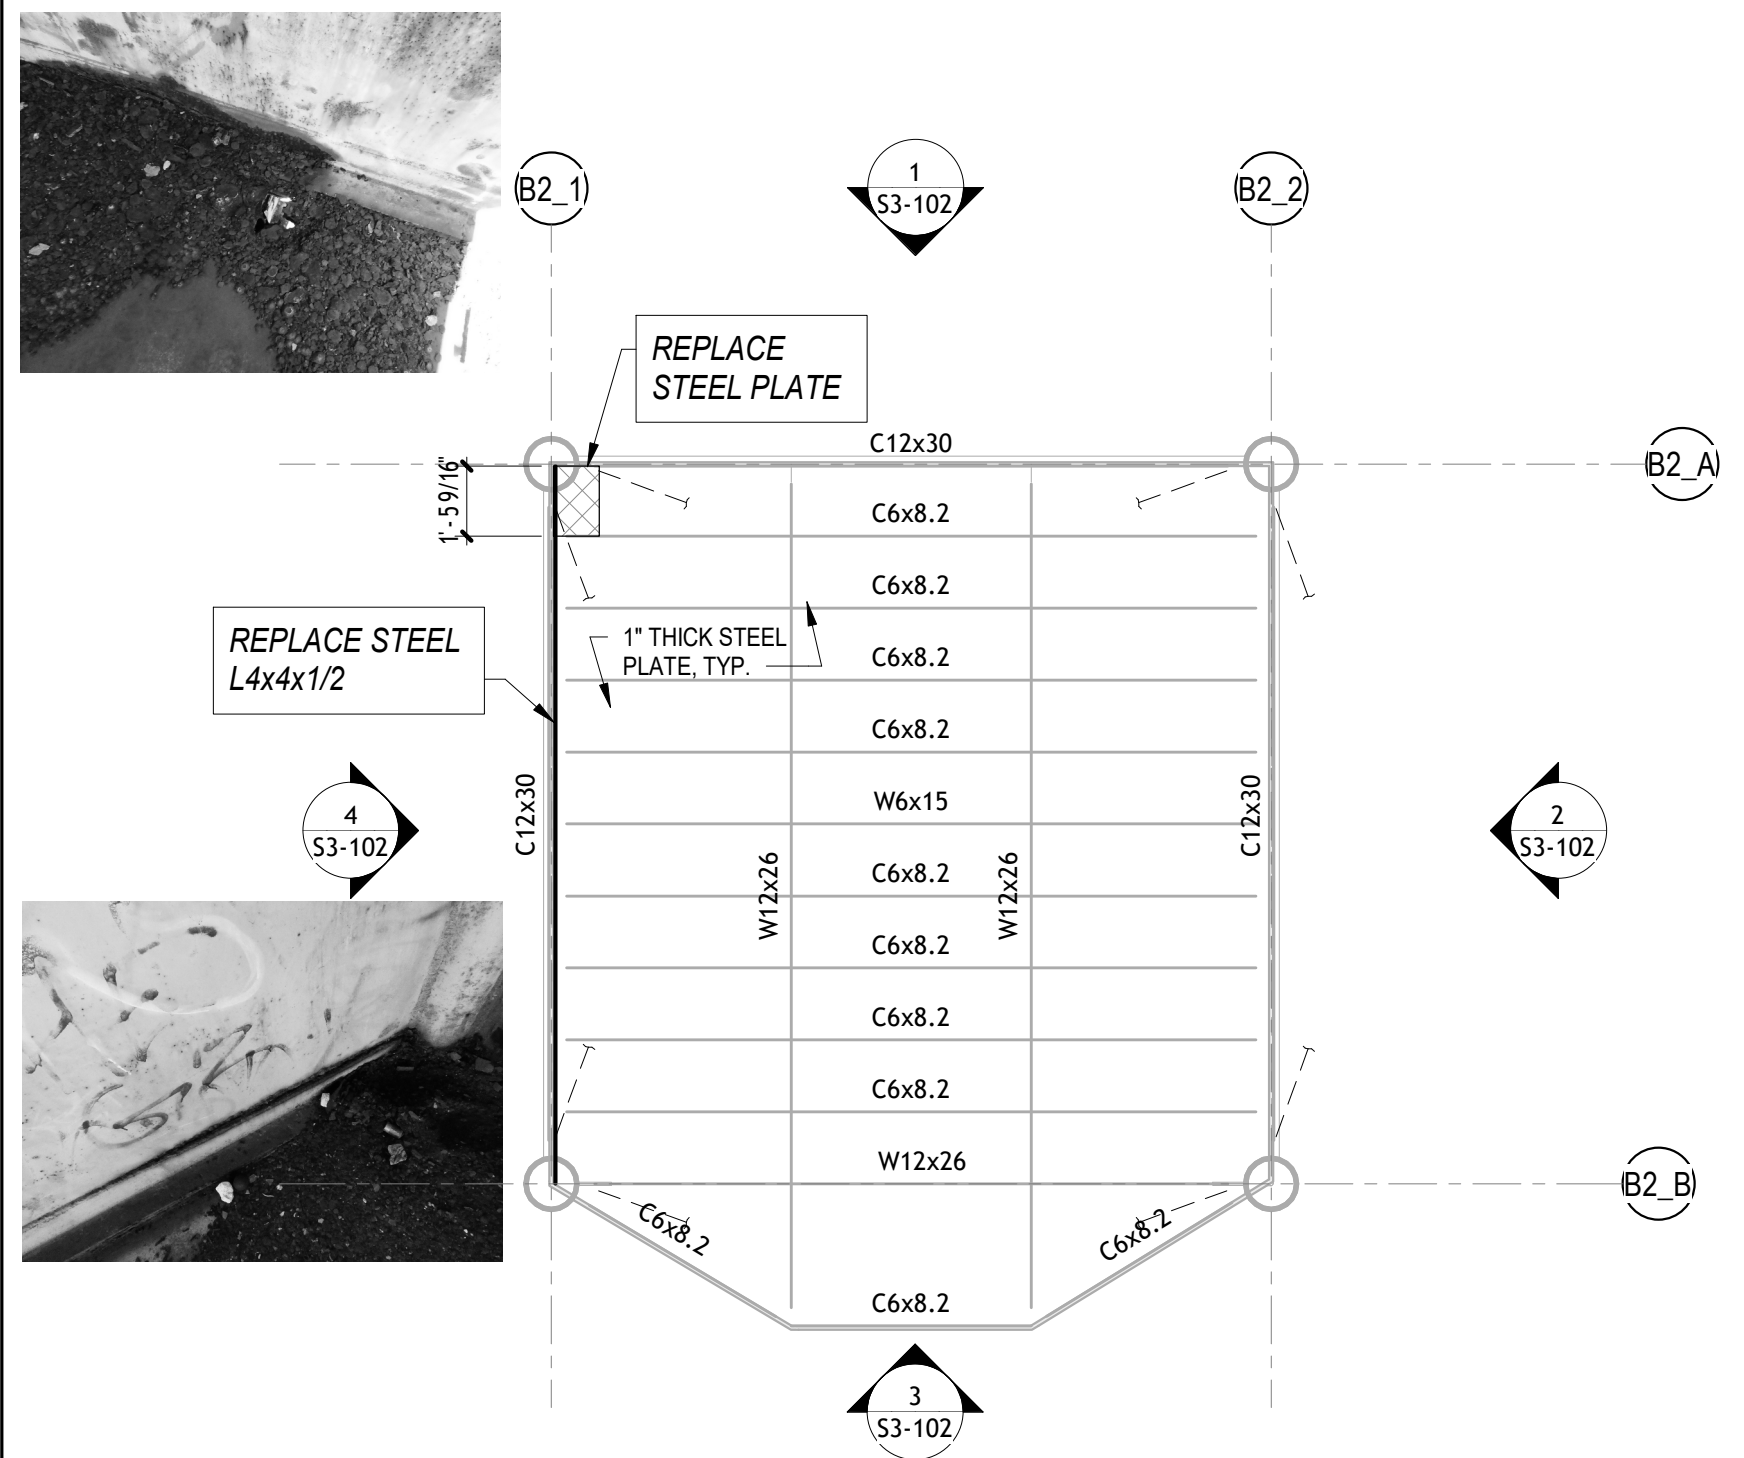 B2_1
1
S3-102
B2_2
REPLACE
STEEL PLATE
C12x30
B2_A
1' - 5 9/16"
C6x8.2
C6x8.2
REPLACE STEEL
L4x4x1/2
1" THICK STEEL
PLATE, TYP.
C6x8.2
C6x8.2
C12x30
4
S3-102
W6x15
C12x30
2
S3-102
W12x26
C6x8.2
W12x26
C6x8.2
C6x8.2
C6x8.2
W12x26
B2_B
C6x8.2
C6x8.2
C6x8.2
3
S3-102